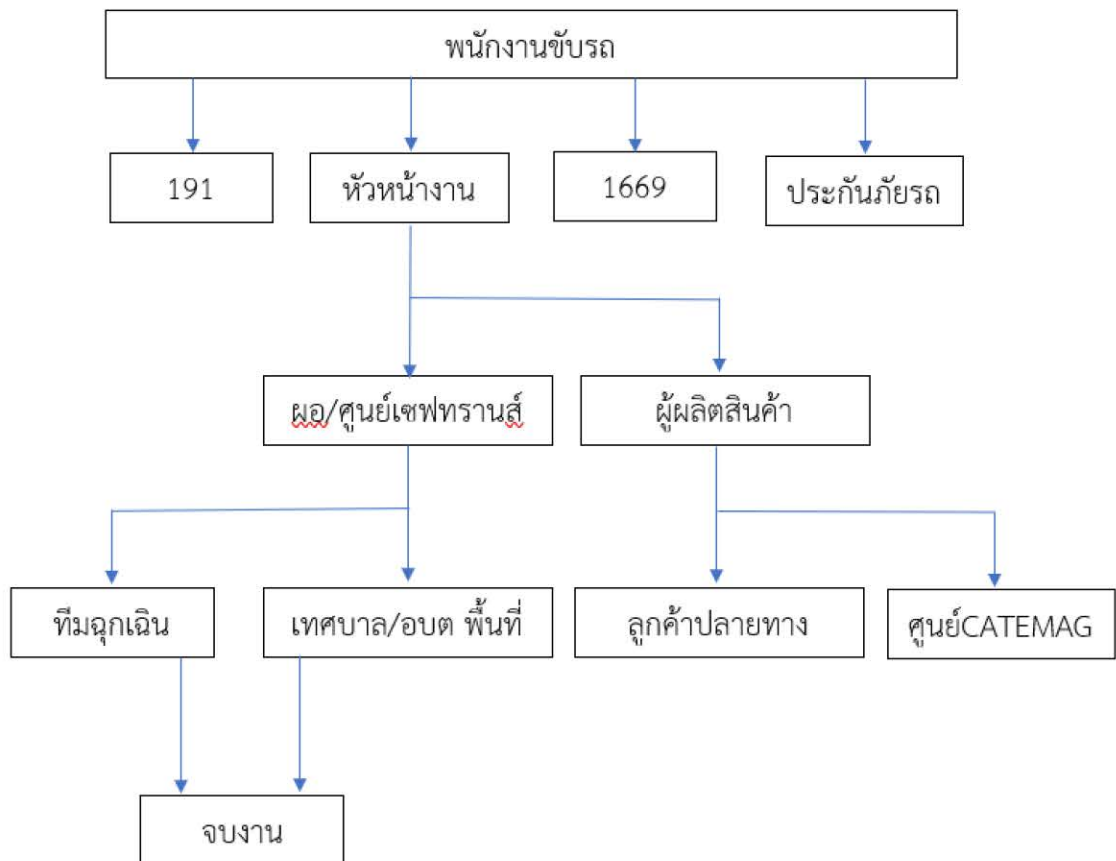 พนักงานขับรถ
191
หัวหน้างาน
1669
ประกันภัยรถ
ผอ/ศูนย์เซฟทรานส์
ผู้ผลิตสินค้า
ทีมฉุกเฉิน
เทศบาล/อบต พื้นที่
ลูกค้าปลายทาง
ศูนย์CATEMAG
จบงาน